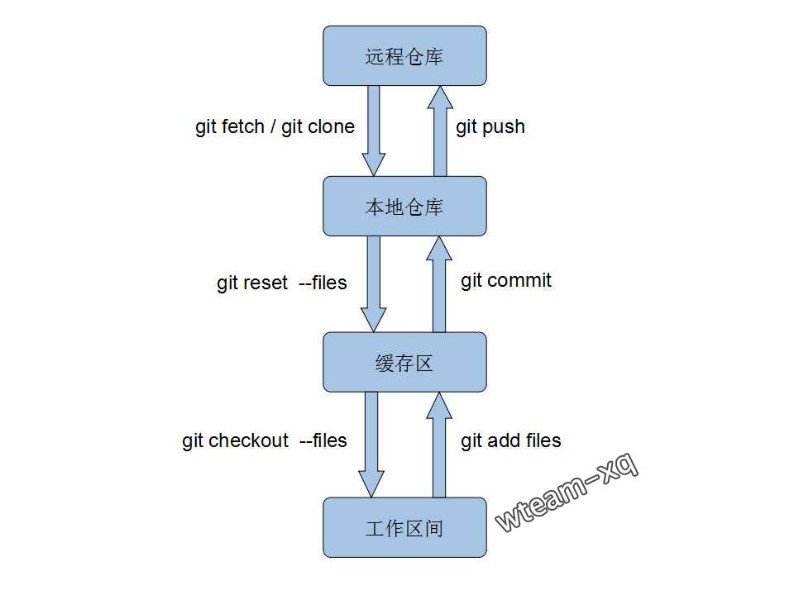 远程仓库
git fetch / git clone
git push
本地仓库
git reset --files
git commit
缓存区
git checkout --files
git add files
wteam-xq
工作区间